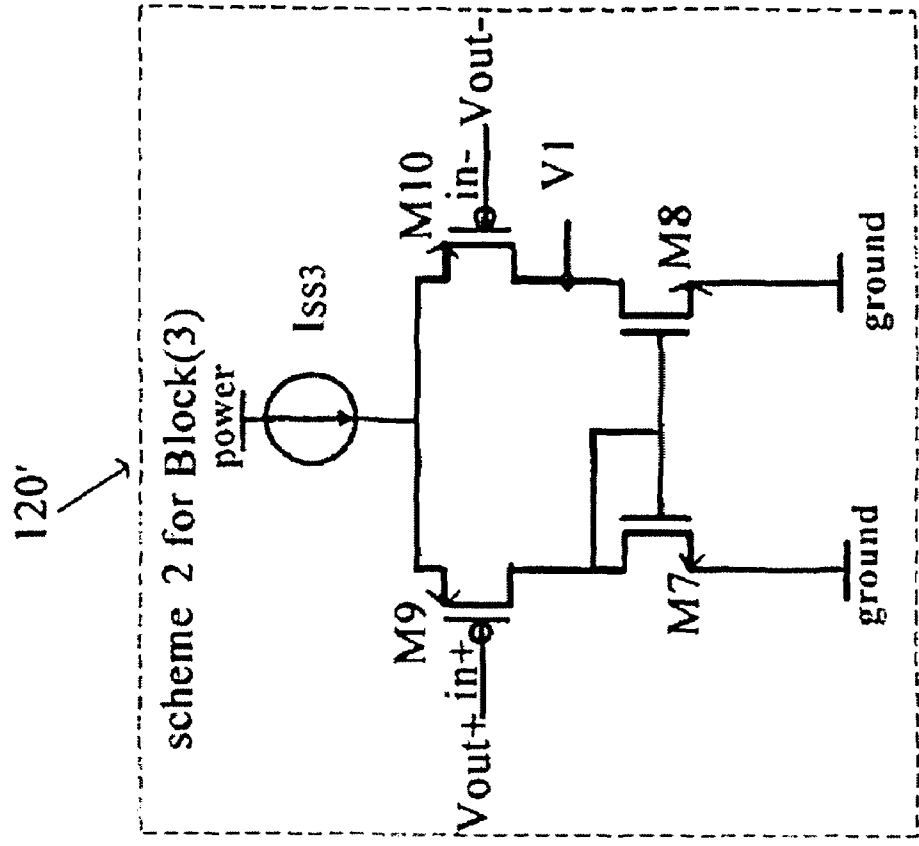 120'
scheme 2 for Block(3)
power
Iss3
M9
M10
Vout+
in+
in-
Vout-
V1
M7
M8
ground
ground